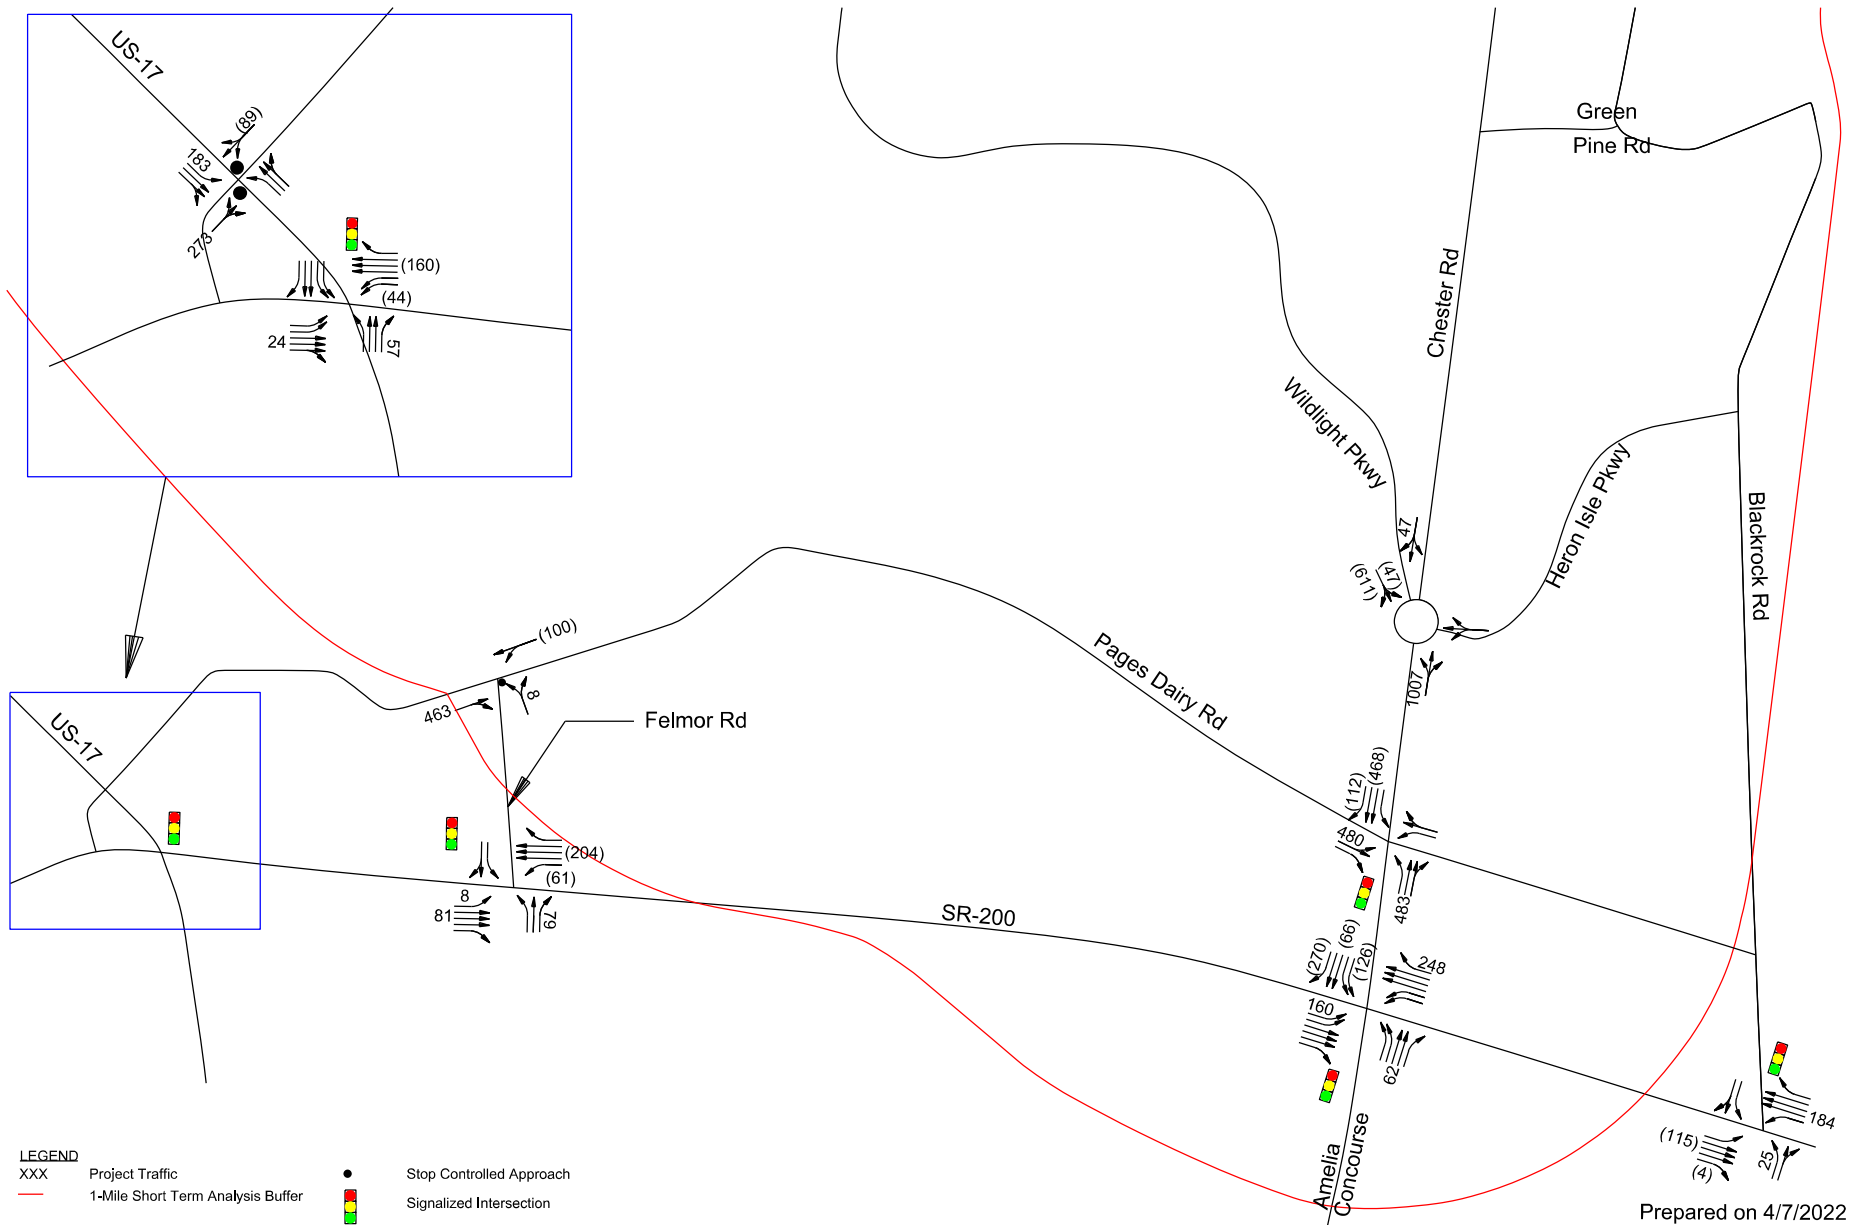 US-17
(89)
183
273
(160)
(44)
24
57
Green
Pine Rd
Chester Rd
Wildlight Pkwy
Heron Isle Pkwy
Blackrock Rd
47
(47)
(611)
1007
(100)
8
463
Felmor Rd
Pages Dairy Rd
US-17
(112)
(468)
480
483
(204)
(61)
8
81
79
SR-200
(270)
(66)
(126)
248
160
62
184
(115)
(4)
25
Amelia
Concourse
LEGEND
XXX Project Traffic
1-Mile Short Term Analysis Buffer
Stop Controlled Approach
Signalized Intersection
Prepared on 4/7/2022